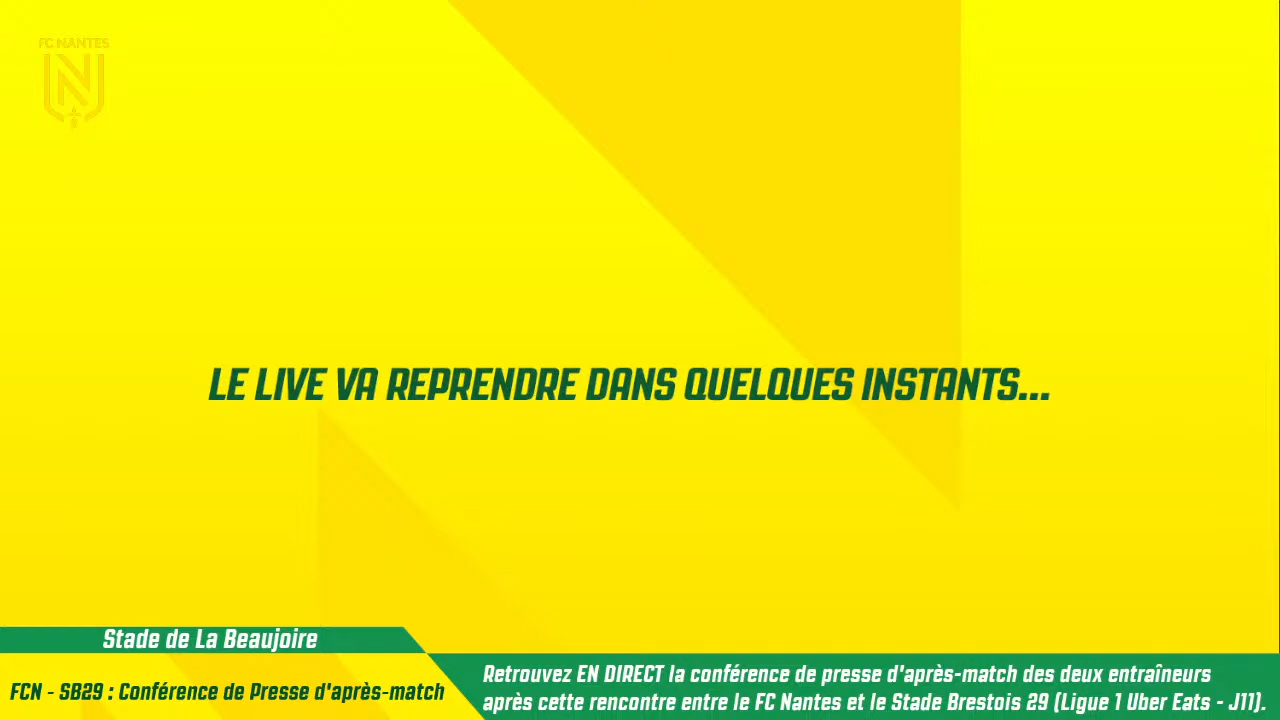 FC NANTES
LE LIVE VA REPRENDRE DANS QUELQUES INSTANTS...
Stade de La Beaujoire
FCN - SB29 : Conférence de Presse d'après-match
Retrouvez EN DIRECT la conférence de presse d'après-match des deux entraîneurs
après cette rencontre entre le FC Nantes et le Stade Brestois 29 (Ligue 1 Uber Eats - J11).